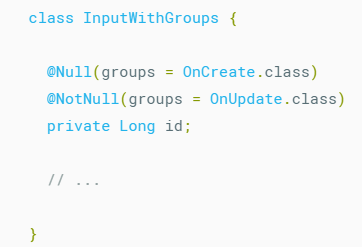 class InputWithGroups {
@Null(groups = OnCreate.class)
@NotNull(groups = OnUpdate.class)
private Long id;
// ...
}